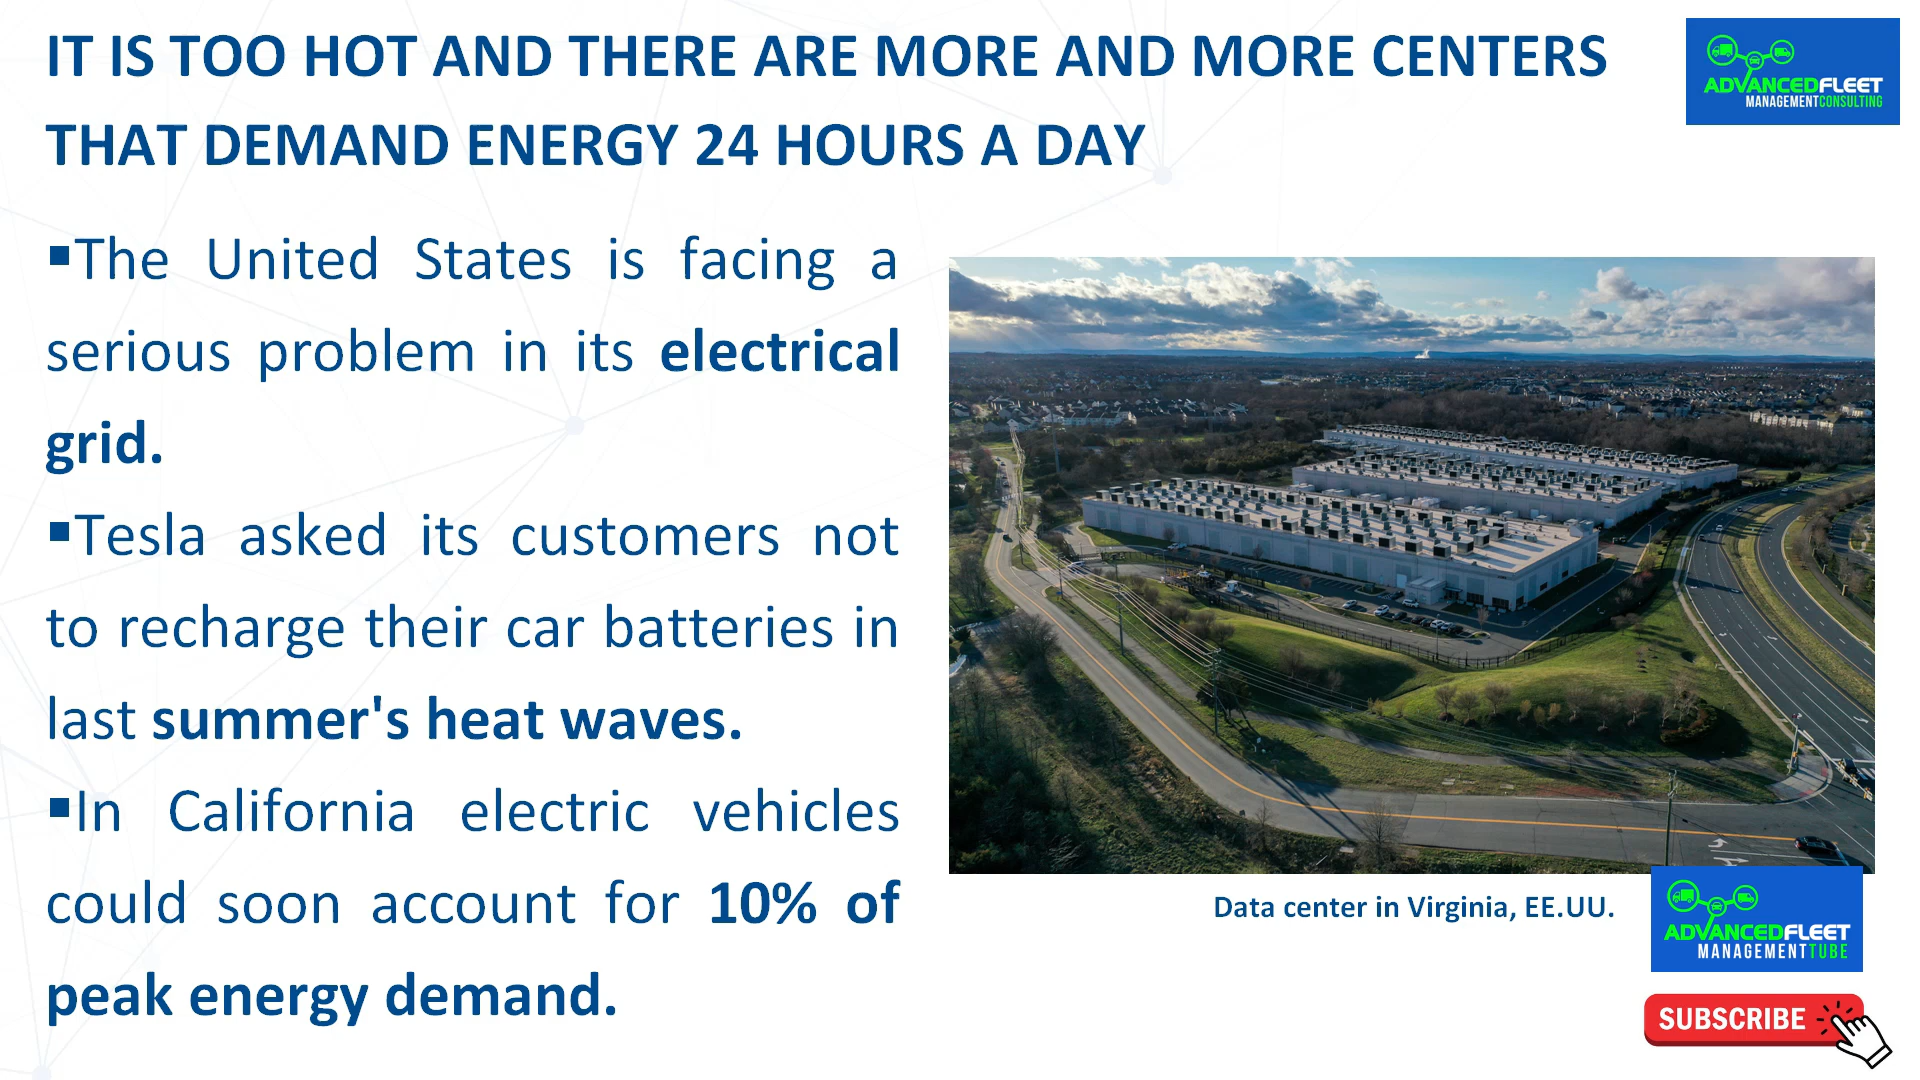 IT IS TOO HOT AND THERE ARE MORE AND MORE CENTERS
THAT DEMAND ENERGY 24 HOURS A DAY
ADVANCEDFLEET
MANAGEMENTCONSULTING
▪The United States is facing a
serious problem in its electrical
grid.
▪Tesla asked its customers not
to recharge their car batteries in
last summer's heat waves.
▪In California electric vehicles
could soon account for 10% of
peak energy demand.
Data center in Virginia, EE.UU.
ADVANCEDFLEET
MANAGEMENTTUBE
SUBSCRIBE